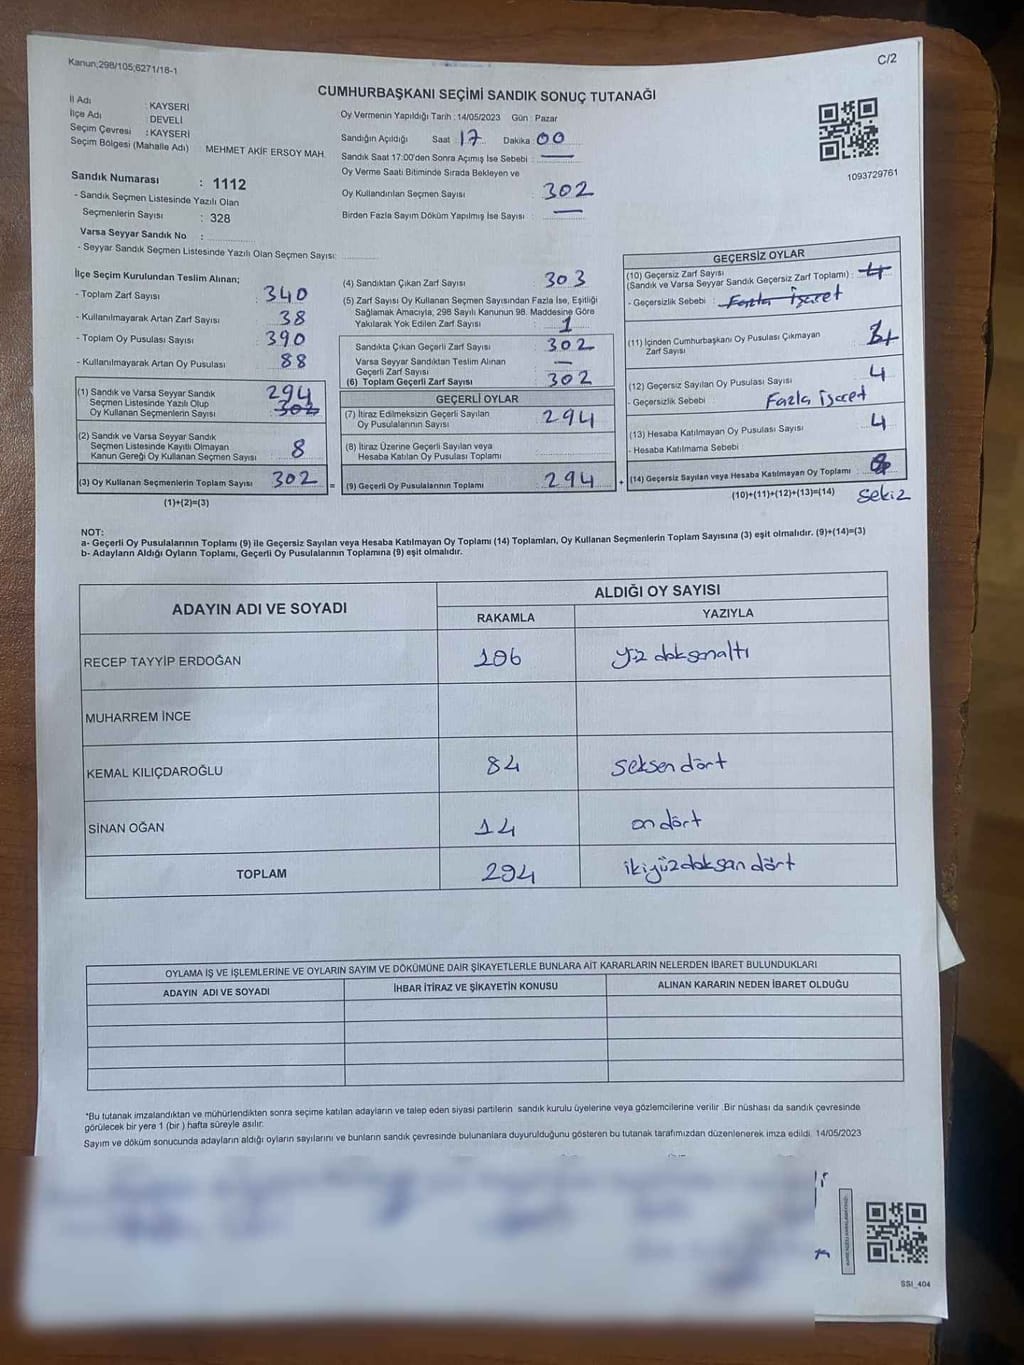 Kanun;298/105;6271/18-1
C/2
CUMHURBAŞKANI SEÇİMİ SANDIK SONUÇ TUTANAĞI
İl Adı : KAYSERİ
İlçe Adı : DEVELİ
Seçim Çevresi : KAYSERİ
Seçim Bölgesi (Mahalle Adı) : MEHMET AKİF ERSOY MAH.
Sandık Numarası : 1112
- Sandık Seçmen Listesinde Yazılı Olan
Seçmenlerin Sayısı : 328
Varsa Seyyar Sandık No :
- Seyyar Sandık Seçmen Listesinde Yazılı Olan Seçmen Sayısı:
Oy Vermenin Yapıldığı Tarih : 14/05/2023 Gün : Pazar
Sandığın Açıldığı Saat 17 Dakika 00
Sandık Saat 17:00'den Sonra Açımış İse Sebebi : —
Oy Verme Saati Bitiminde Sırada Bekleyen ve
Oy Kullandırılan Seçmen Sayısı : 302
Birden Fazla Sayım Döküm Yapılmış İse Sayısı : —
1093729761
İlçe Seçim Kurulundan Teslim Alınan;
- Toplam Zarf Sayısı : 340
- Kullanılmayarak Artan Zarf Sayısı : 38
- Toplam Oy Pusulası Sayısı : 390
- Kullanılmayarak Artan Oy Pusulası : 88
(1) Sandık ve Varsa Seyyar Sandık
Seçmen Listesinde Yazılı Olup
Oy Kullanan Seçmenlerin Sayısı : 294
302
(2) Sandık ve Varsa Seyyar Sandık
Seçmen Listesinde Kayıtlı Olmayan
Kanun Gereği Oy Kullanan Seçmen Sayısı : 8
(3) Oy Kullanan Seçmenlerin Toplam Sayısı : 302
(1)+(2)=(3)
(4) Sandıktan Çıkan Zarf Sayısı : 303
(5) Zarf Sayısı Oy Kullanan Seçmen Sayısından Fazla İse, Eşitliği
Sağlamak Amacıyla, 298 Sayılı Kanunun 98. Maddesine Göre
Yakılarak Yok Edilen Zarf Sayısı : 1
Sandıkta Çıkan Geçerli Zarf Sayısı : 302
Varsa Seyyar Sandıktan Teslim Alınan
Geçerli Zarf Sayısı : —
(6) Toplam Geçerli Zarf Sayısı : 302
GEÇERLİ OYLAR
(7) İtiraz Edilmeksizin Geçerli Sayılan
Oy Pusulalarının Sayısı : 294
(8) İtiraz Üzerine Geçerli Sayılan veya
Hesaba Katılan Oy Pusulası Toplamı :
= (9) Geçerli Oy Pusulalarının Toplamı : 294
GEÇERSİZ OYLAR
(10) Geçersiz Zarf Sayısı
(Sandık ve Varsa Seyyar Sandık Geçersiz Zarf Toplamı) : 4
- Geçersizlik Sebebi : Fazla İşaret
(11) İçinden Cumhurbaşkanı Oy Pusulası Çıkmayan
Zarf Sayısı :
(12) Geçersiz Sayılan Oy Pusulası Sayısı : 4
- Geçersizlik Sebebi : Fazla işaret
(13) Hesaba Katılmayan Oy Pusulası Sayısı : 4
- Hesaba Katılmama Sebebi :
+ (14) Geçersiz Sayılan veya Hesaba Katılmayan Oy Toplamı : 8
(10)+(11)+(12)+(13)=(14) sekiz
NOT:
a- Geçerli Oy Pusulalarının Toplamı (9) ile Geçersiz Sayılan veya Hesaba Katılmayan Oy Toplamı (14) Toplamları, Oy Kullanan Seçmenlerin Toplam Sayısına (3) eşit olmalıdır. (9)+(14)=(3)
b- Adayların Aldığı Oyların Toplamı, Geçerli Oy Pusulalarının Toplamına (9) eşit olmalıdır.
ADAYIN ADI VE SOYADI
ALDIĞI OY SAYISI
RAKAMLA YAZIYLA
RECEP TAYYİP ERDOĞAN 196 yüz doksanaltı
MUHARREM İNCE
KEMAL KILIÇDAROĞLU 84 seksen dört
SİNAN OĞAN 14 on dört
TOPLAM 294 ikiyüzdoksan dört
OYLAMA İŞ VE İŞLEMLERİNE VE OYLARIN SAYIM VE DÖKÜMÜNE DAİR ŞİKAYETLERLE BUNLARA AİT KARARLARIN NELERDEN İBARET BULUNDUKLARI
ADAYIN ADI VE SOYADI İHBAR İTİRAZ VE ŞİKAYETİN KONUSU ALINAN KARARIN NEDEN İBARET OLDUĞU
*Bu tutanak imzalandıktan ve mühürlendikten sonra seçime katılan adayların ve talep eden siyasi partilerin sandık kurulu üyelerine veya gözlemcilerine verilir .Bir nüshası da sandık çevresinde
görülecek bir yere 1 (bir ) hafta süreyle asılır.
Sayım ve döküm sonucunda adayların aldığı oyların sayılarını ve bunların sandık çevresinde bulunanlara duyurulduğunu gösteren bu tutanak tarafımızdan düzenlenerek imza edildi. 14/05/2023
SSI_404